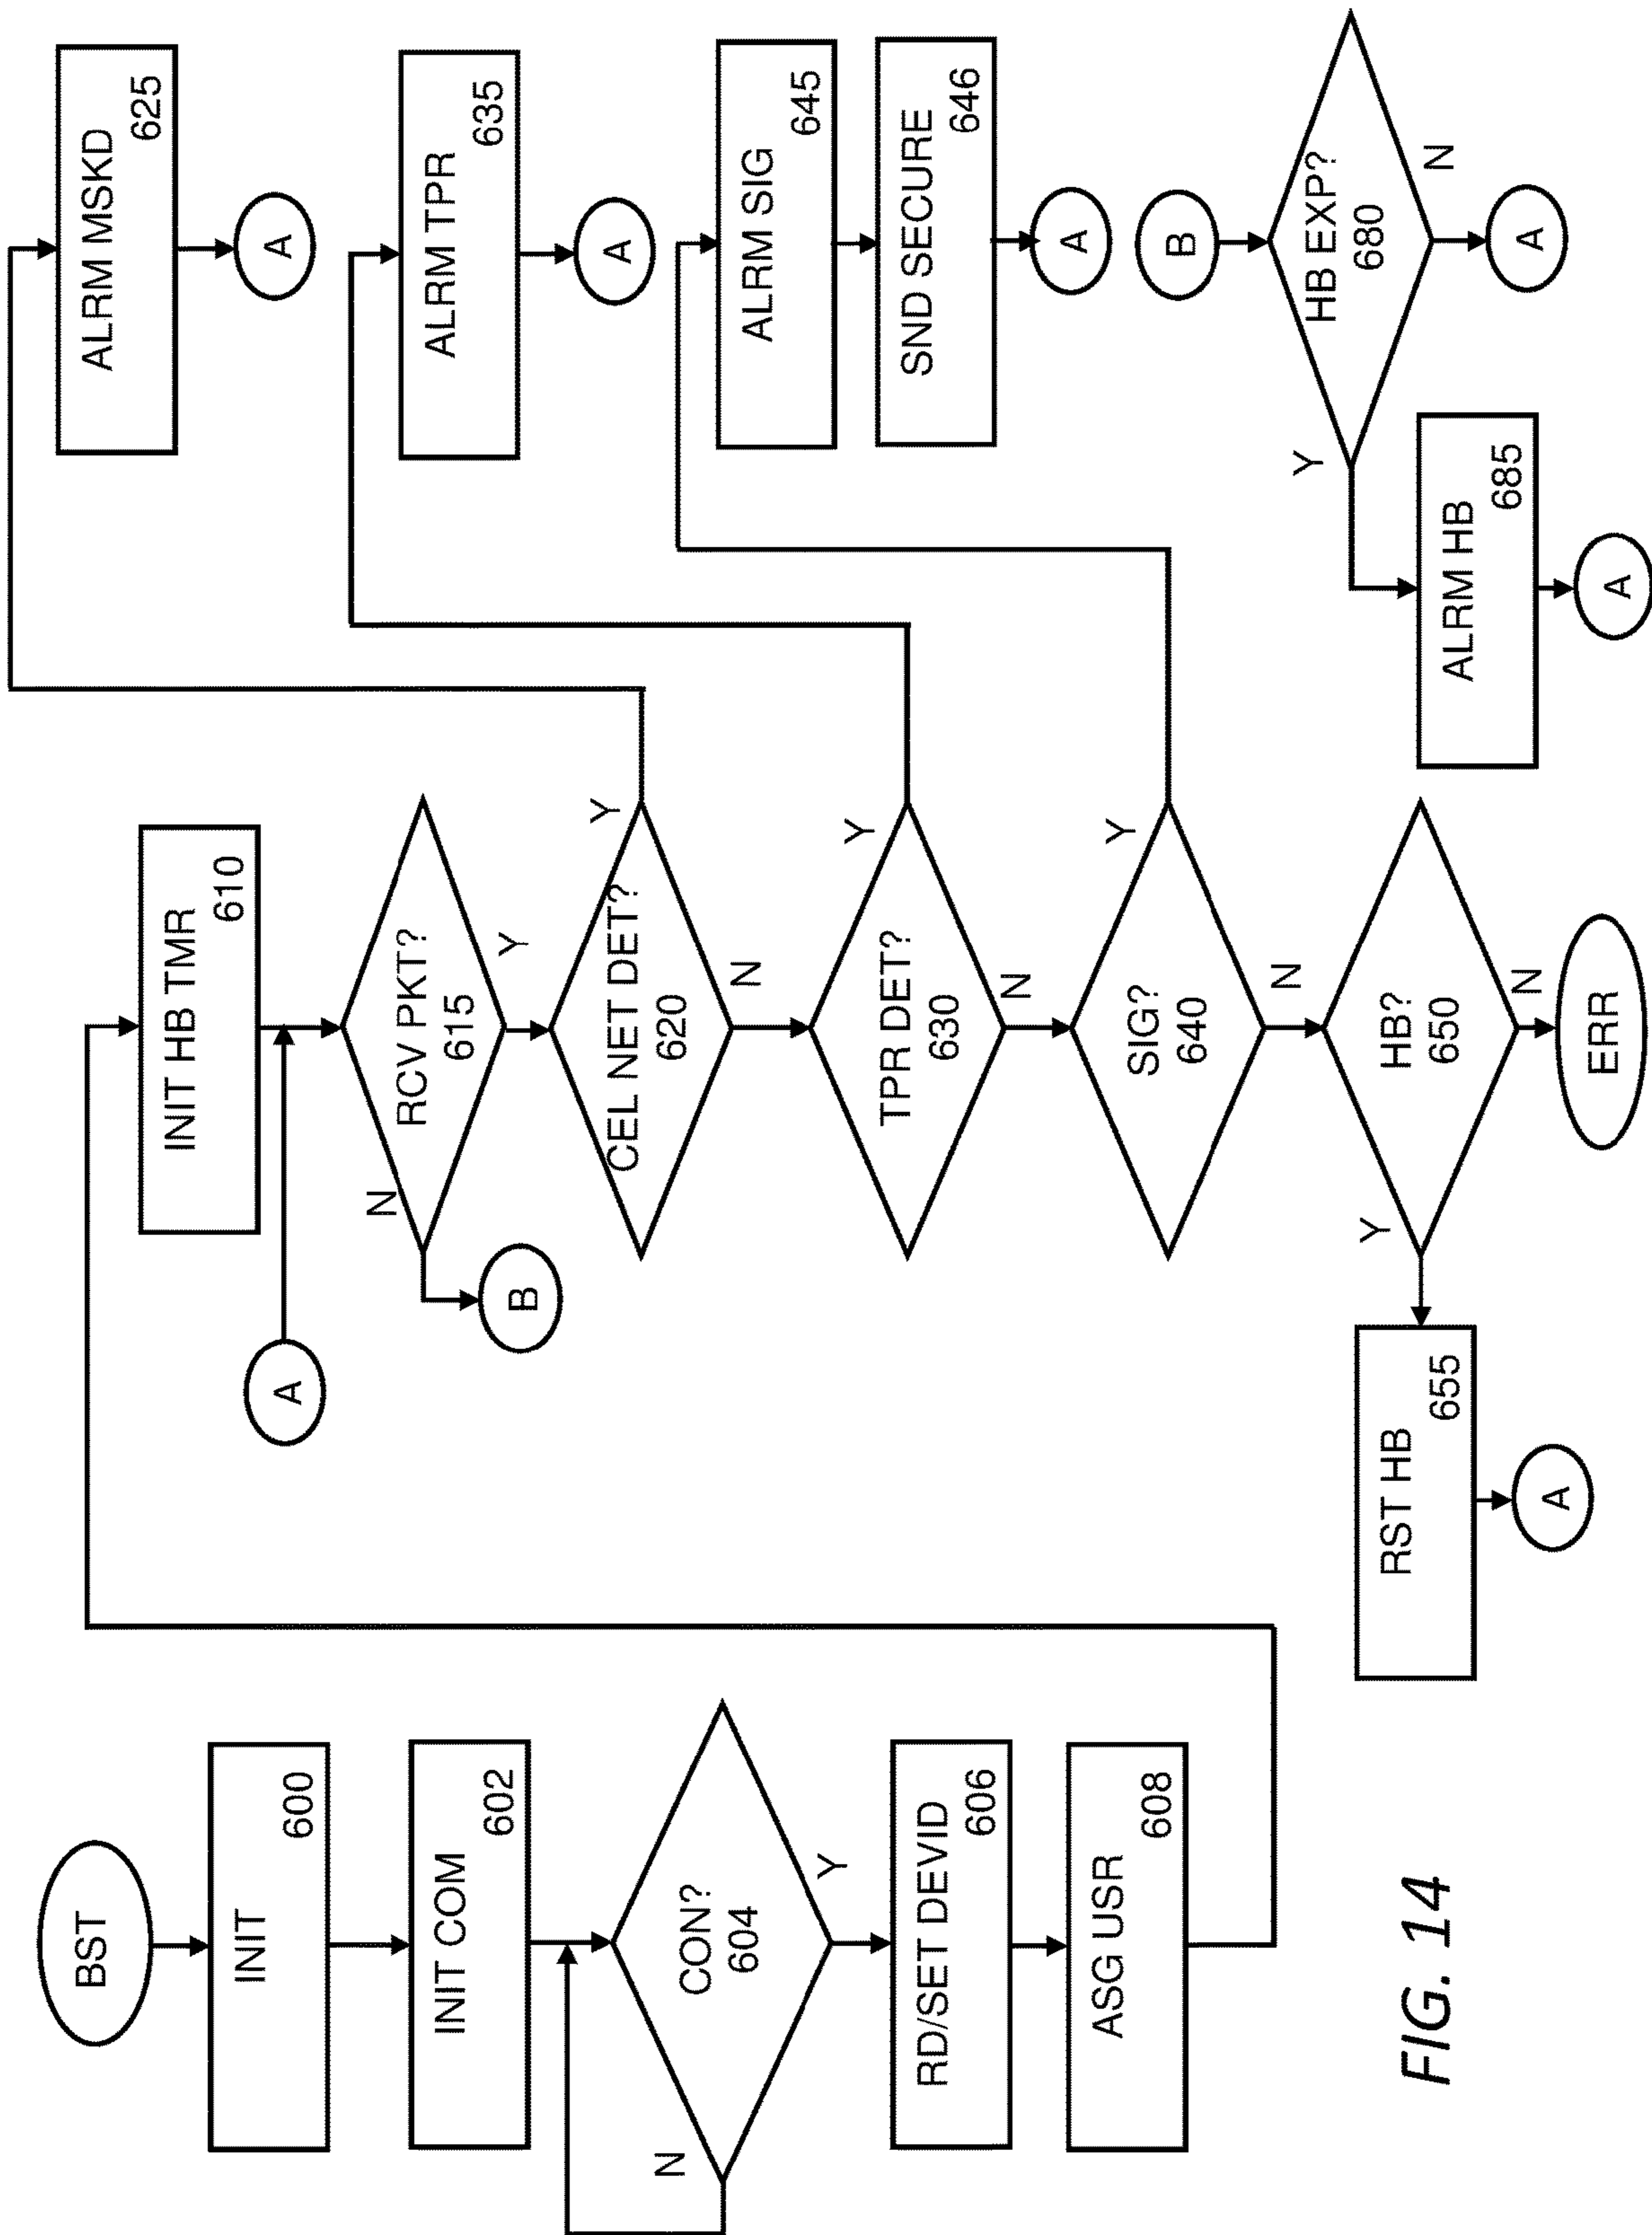 BST
INIT
600
INIT COM
602
CON?
604
N
Y
RD/SET DEVID
606
ASG USR
608
INIT HB TMR
610
A
RCV PKT?
615
N
Y
B
CEL NET DET?
620
Y
N
TPR DET?
630
Y
N
SIG?
640
Y
N
HB?
650
Y
N
RST HB
655
A
ERR
ALRM MSKD
625
A
ALRM TPR
635
A
ALRM SIG
645
SND SECURE
646
A
B
HB EXP?
680
Y
N
ALRM HB
685
A
A
FIG. 14